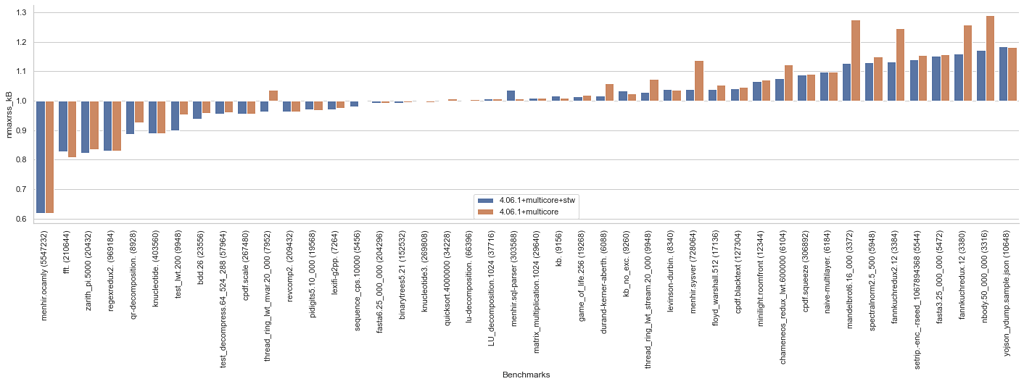 1.3
1.2
1.1
1.0
0.9
0.8
0.7
0.6
nmaxrss_kB
4.06.1+multicore+stw
4.06.1+multicore
menhir.ocamly (5547232)
fft. (210644)
zarith_pi.5000 (20432)
regexredux2. (969184)
qr-decomposition. (8928)
knucleotide. (403560)
test_lwt.200 (9948)
bdd.26 (23556)
test_decompress.64_524_288 (57964)
cpdf.scale (267480)
thread_ring_lwt_mvar.20_000 (7952)
revcomp2. (209432)
pidigits5.10_000 (19568)
lexifi-g2pp. (7264)
sequence_cps.10000 (5456)
fasta6.25_000_000 (204296)
binarytrees5.21 (152532)
knucleotide3. (269808)
quicksort.4000000 (34228)
lu-decomposition. (66396)
LU_decomposition.1024 (37716)
menhir.sql-parser (303588)
matrix_multiplication.1024 (29640)
kb. (9156)
game_of_life.256 (19268)
durand-kerner-aberth. (6088)
kb_no_exc. (9260)
thread_ring_lwt_stream.20_000 (9948)
levinson-durbin. (8340)
menhir.sysver (728064)
floyd_warshall.512 (17136)
cpdf.blacktext (127304)
minilight.roomfront (12344)
chameneos_redux_lwt.600000 (6104)
cpdf.squeeze (306892)
naive-multilayer. (6184)
mandelbrot6.16_000 (3372)
spectralnorm2.5_500 (5948)
fannkuchredux2.12 (3384)
setrip.-enc_-rseed_1067894368 (5544)
fasta3.25_000_000 (5472)
fannkuchredux.12 (3380)
nbody.50_000_000 (3316)
yojson_ydump.sample.json (10648)
Benchmarks